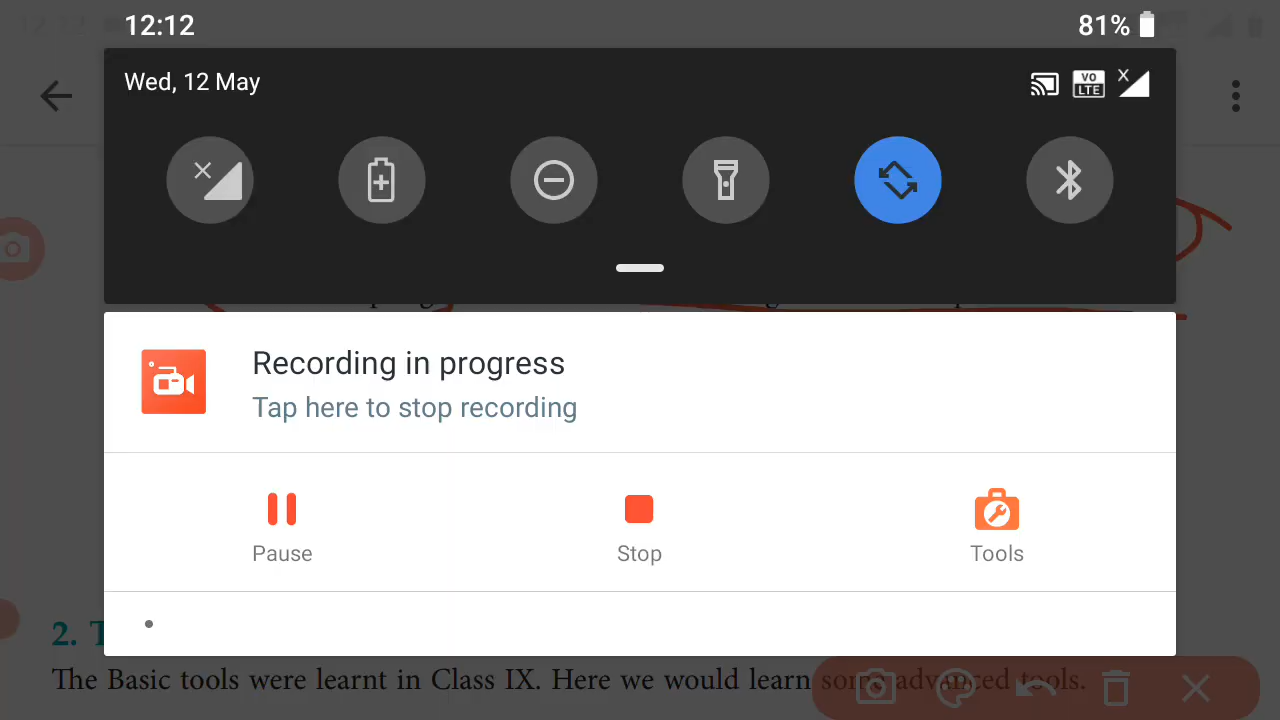 12:12
81%
Wed, 12 May
VO
LTE
Recording in progress
Tap here to stop recording
Pause
Stop
Tools
2. T
The Basic tools were learnt in Class IX. Here we would learn some advanced tools.